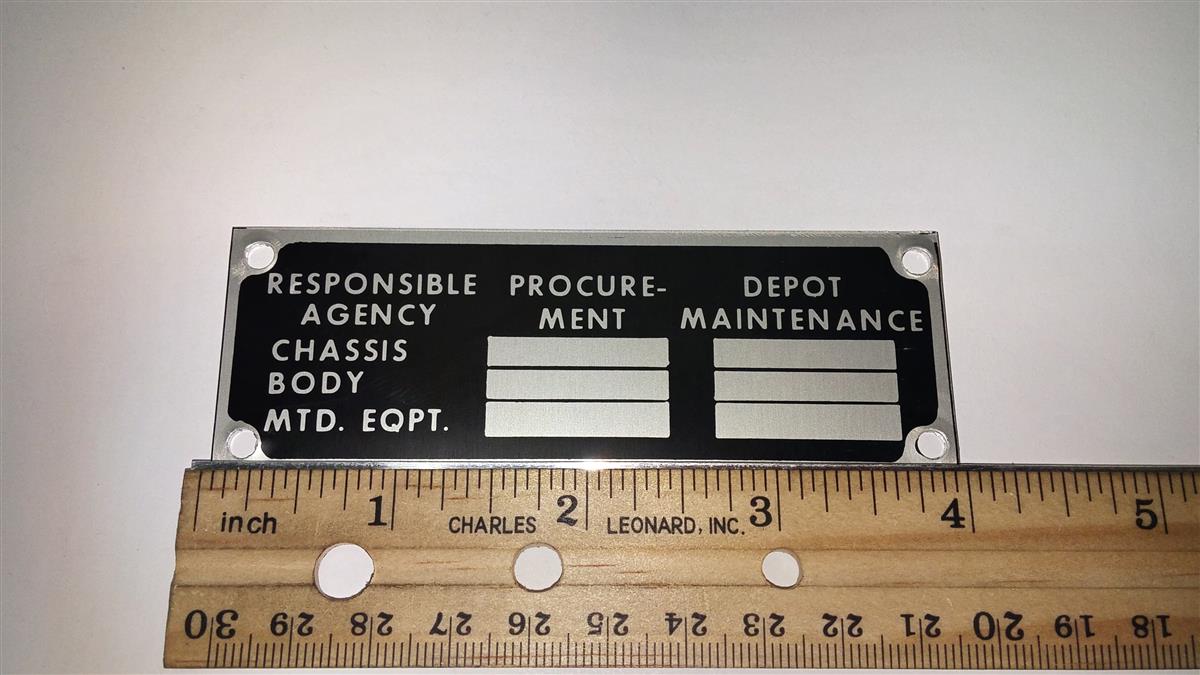 RESPONSIBLE AGENCY PROCURE-MENT DEPOT MAINTENANCE
CHASSIS
BODY
MTD. EQPT.
inch 1 CHARLES 2 LEONARD, INC. 3 4 5
30 29 28 27 26 25 24 23 22 21 20 19 18